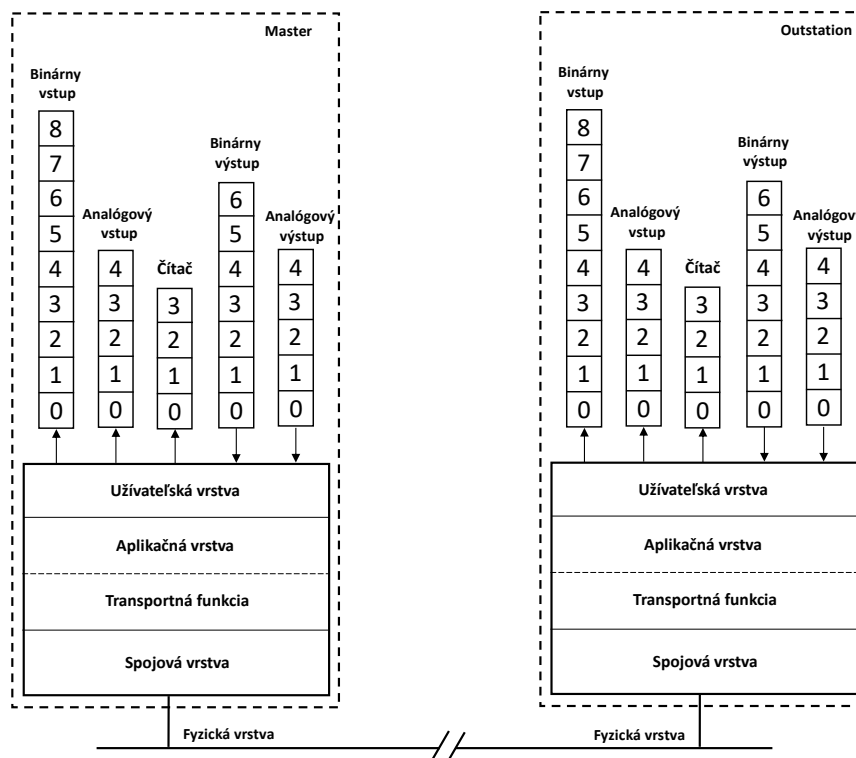 Master
Binárny
vstup
8
7
6
5
4
3
2
1
0
Analógový
vstup
4
3
2
1
0
Čítač
3
2
1
0
Binárny
výstup
6
5
4
3
2
1
0
Analógový
výstup
4
3
2
1
0
Užívateľská vrstva
Aplikačná vrstva
Transportná funkcia
Spojová vrstva
Fyzická vrstva
Outstation
Binárny
vstup
8
7
6
5
4
3
2
1
0
Analógový
vstup
4
3
2
1
0
Čítač
3
2
1
0
Binárny
výstup
6
5
4
3
2
1
0
Analógov
výstup
4
3
2
1
0
Užívateľská vrstva
Aplikačná vrstva
Transportná funkcia
Spojová vrstva
Fyzická vrstva